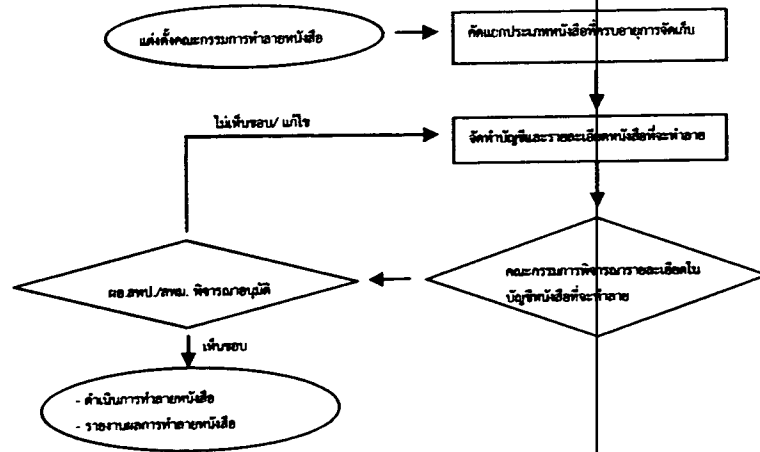 แต่งตั้งคณะกรรมการทำลายหนังสือ
คัดแยกประเภทหนังสือที่ครบอายุการจัดเก็บ
ไม่เห็นชอบ/ แก้ไข
จัดทำบัญชีและรายละเอียดหนังสือที่จะทำลาย
คณะกรรมการพิจารณารายละเอียดใน
บัญชีหนังสือที่จะทำลาย
ผอ.สพป./สพม. พิจารณาอนุมัติ
เห็นชอบ
- ดำเนินการทำลายหนังสือ
- รายงานผลการทำลายหนังสือ